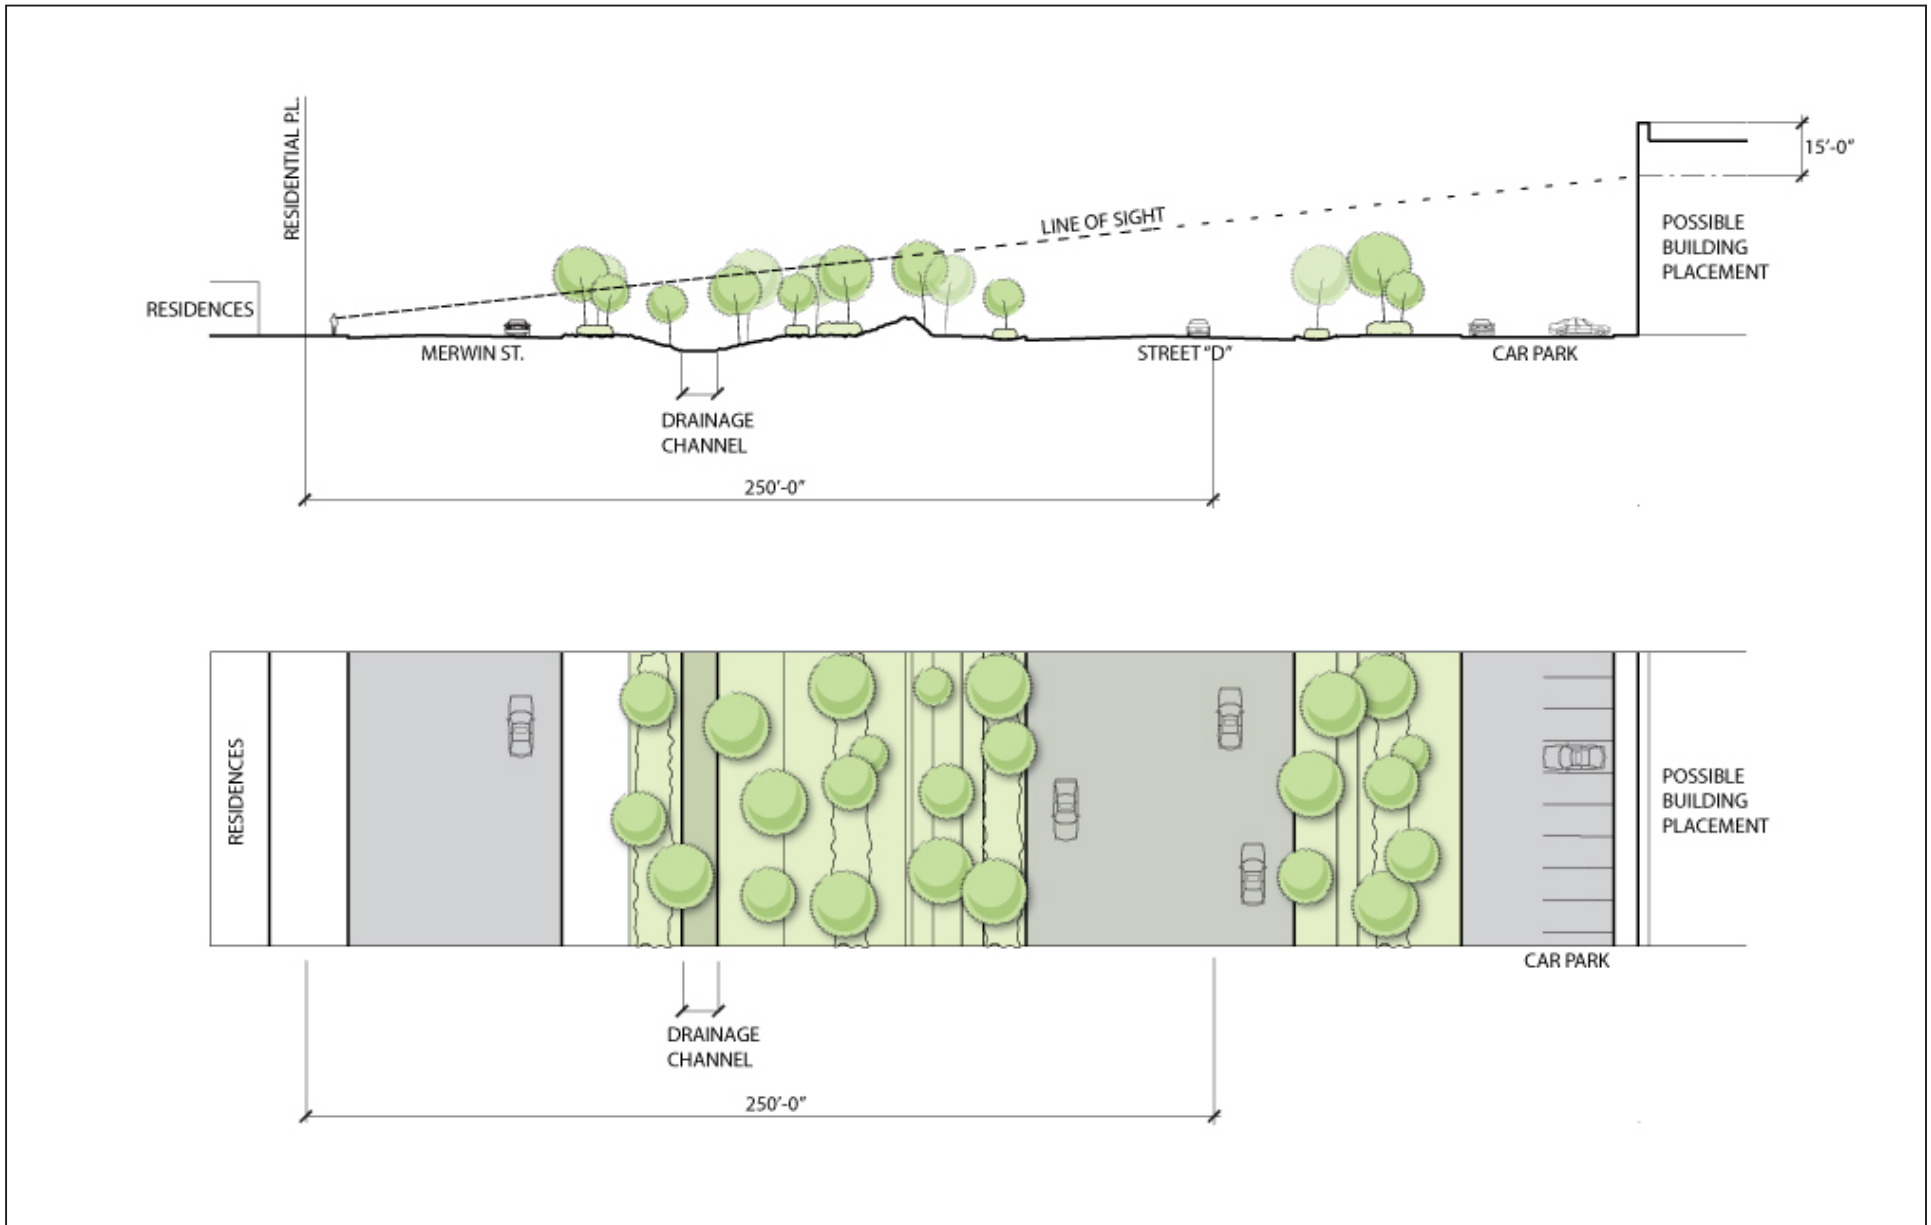 RESIDENTIAL P.L.
15'-0"
LINE OF SIGHT
POSSIBLE
BUILDING
PLACEMENT
RESIDENCES
MERWIN ST.
STREET "D"
CAR PARK
DRAINAGE
CHANNEL
250'-0"
RESIDENCES
POSSIBLE
BUILDING
PLACEMENT
CAR PARK
DRAINAGE
CHANNEL
250'-0"